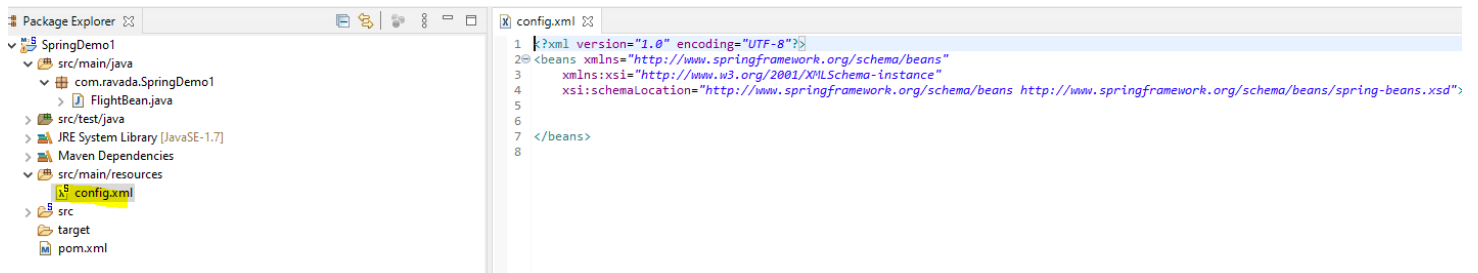 Package Explorer
SpringDemo1
src/main/java
com.ravada.SpringDemo1
FlightBean.java
src/test/java
JRE System Library [JavaSE-1.7]
Maven Dependencies
src/main/resources
config.xml
src
target
pom.xml
config.xml
1 <?xml version="1.0" encoding="UTF-8"?>
2 <beans xmlns="http://www.springframework.org/schema/beans"
3 xmlns:xsi="http://www.w3.org/2001/XMLSchema-instance"
4 xsi:schemaLocation="http://www.springframework.org/schema/beans http://www.springframework.org/schema/beans/spring-beans.xsd">
5
6
7 </beans>
8